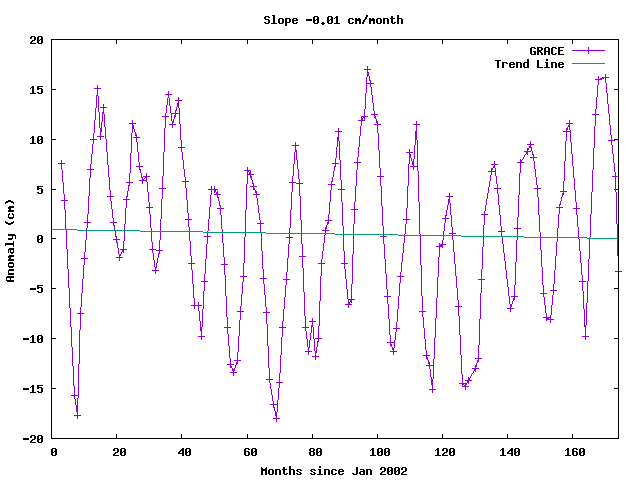 Slope -0.01 cm/month
GRACE
Trend Line
20
15
10
5
0
-5
-10
-15
-20
Anomaly (cm)
0 20 40 60 80 100 120 140 160
Months since Jan 2002